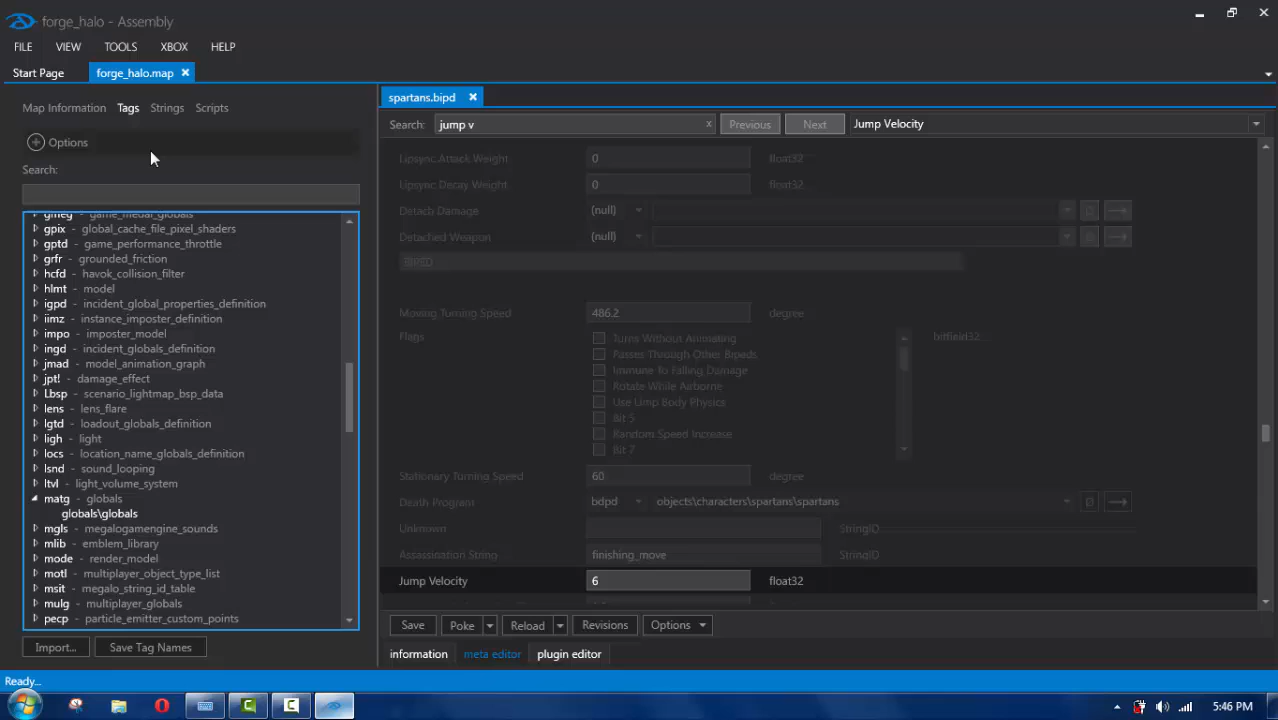 forge_halo - Assembly
FILE VIEW TOOLS XBOX HELP
Start Page forge_halo.map
Map Information Tags Strings Scripts
Options
Search:
gmeg - game_medal_globals
gpix - global_cache_file_pixel_shaders
gptd - game_performance_throttle
grfr - grounded_friction
hcfd - havok_collision_filter
hlmt - model
igpd - incident_global_properties_definition
iimz - instance_imposter_definition
impo - imposter_model
ingd - incident_globals_definition
jmad - model_animation_graph
jpt! - damage_effect
Lbsp - scenario_lightmap_bsp_data
lens - lens_flare
lgtd - loadout_globals_definition
ligh - light
locs - location_name_globals_definition
lsnd - sound_looping
ltvl - light_volume_system
matg - globals
globals\globals
mgls - megalogamengine_sounds
mlib - emblem_library
mode - render_model
motl - multiplayer_object_type_list
msit - megalo_string_id_table
mulg - multiplayer_globals
pecp - particle_emitter_custom_points
Import... Save Tag Names
spartans.bipd
Search: jump v x Previous Next Jump Velocity
Lipsync Attack Weight 0 float32
Lipsync Decay Weight 0 float32
Detach Damage (null)
Detached Weapon (null)
BIPED
Moving Turning Speed 486.2 degree
Flags Turns Without Animating bitfield32
Passes Through Other Bipeds
Immune To Falling Damage
Rotate While Airborne
Use Limp Body Physics
Bit 5
Random Speed Increase
Bit 7
Stationary Turning Speed 60 degree
Death Program bdpd objects\characters\spartans\spartans
Unknown StringID
Assassination String finishing_move StringID
Jump Velocity 6 float32
Save Poke Reload Revisions Options
information meta editor plugin editor
Ready...
5:46 PM